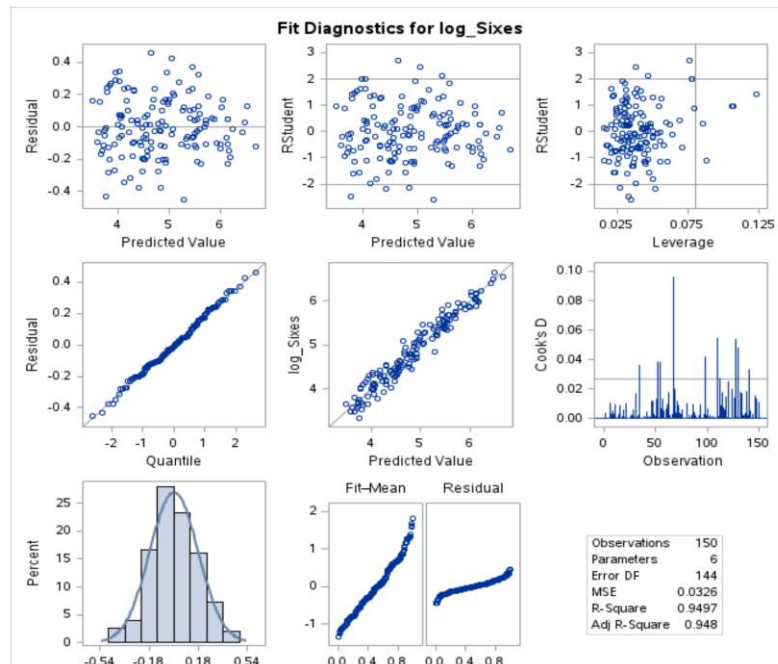 Fit Diagnostics for log_Sixes
0.4
0.2
0.0
-0.2
-0.4
Residual
4 5 6
Predicted Value
3
2
1
0
-1
-2
-3
RStudent
4 5 6
Predicted Value
3
2
1
0
-1
-2
-3
RStudent
0.025 0.075 0.125
Leverage
0.4
0.2
0.0
-0.2
-0.4
Residual
-2 -1 0 1 2
Quantile
6
5
4
log_Sixes
4 5 6
Predicted Value
0.10
0.08
0.06
0.04
0.02
0.00
Cook's D
0 50 100 150
Observation
25
20
15
10
5
0
Percent
-0.54 -0.18 0.18 0.54
Fit–Mean Residual
2
1
0
-1
0.0 0.4 0.8 0.0 0.4 0.8
Observations 150
Parameters 6
Error DF 144
MSE 0.0326
R-Square 0.9497
Adj R-Square 0.948